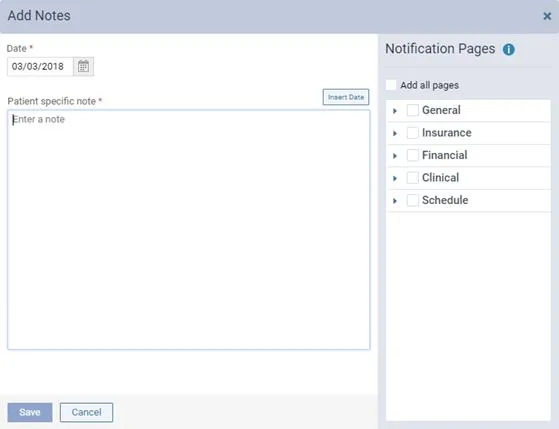 Add Notes
Date *
03/03/2018
Patient specific note *
Insert Date
Enter a note
Save
Cancel
Notification Pages
Add all pages
General
Insurance
Financial
Clinical
Schedule